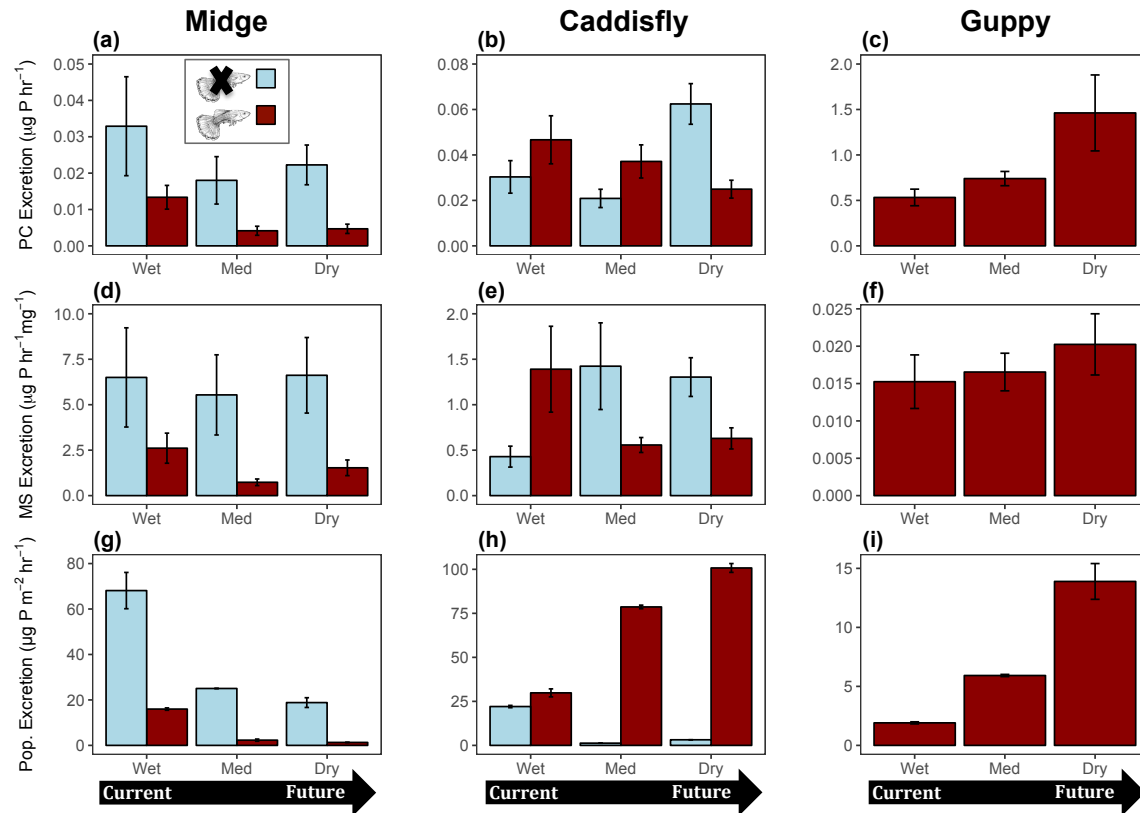 Midge
Caddisfly
Guppy
(a)
(b)
(c)
PC Excretion (µg P hr⁻¹)
0.05
0.04
0.03
0.02
0.01
0.00
Wet Med Dry
0.08
0.06
0.04
0.02
0.00
Wet Med Dry
2.0
1.5
1.0
0.5
0.0
Wet Med Dry
(d)
(e)
(f)
MS Excretion (µg P hr⁻¹mg⁻¹)
10.0
7.5
5.0
2.5
0.0
Wet Med Dry
2.0
1.5
1.0
0.5
0.0
Wet Med Dry
0.025
0.020
0.015
0.010
0.005
0.000
Wet Med Dry
(g)
(h)
(i)
Pop. Excretion (µg P m⁻² hr⁻¹)
80
60
40
20
0
Wet Med Dry
100
75
50
25
0
Wet Med Dry
15
10
5
0
Wet Med Dry
Current Future
Current Future
Current Future